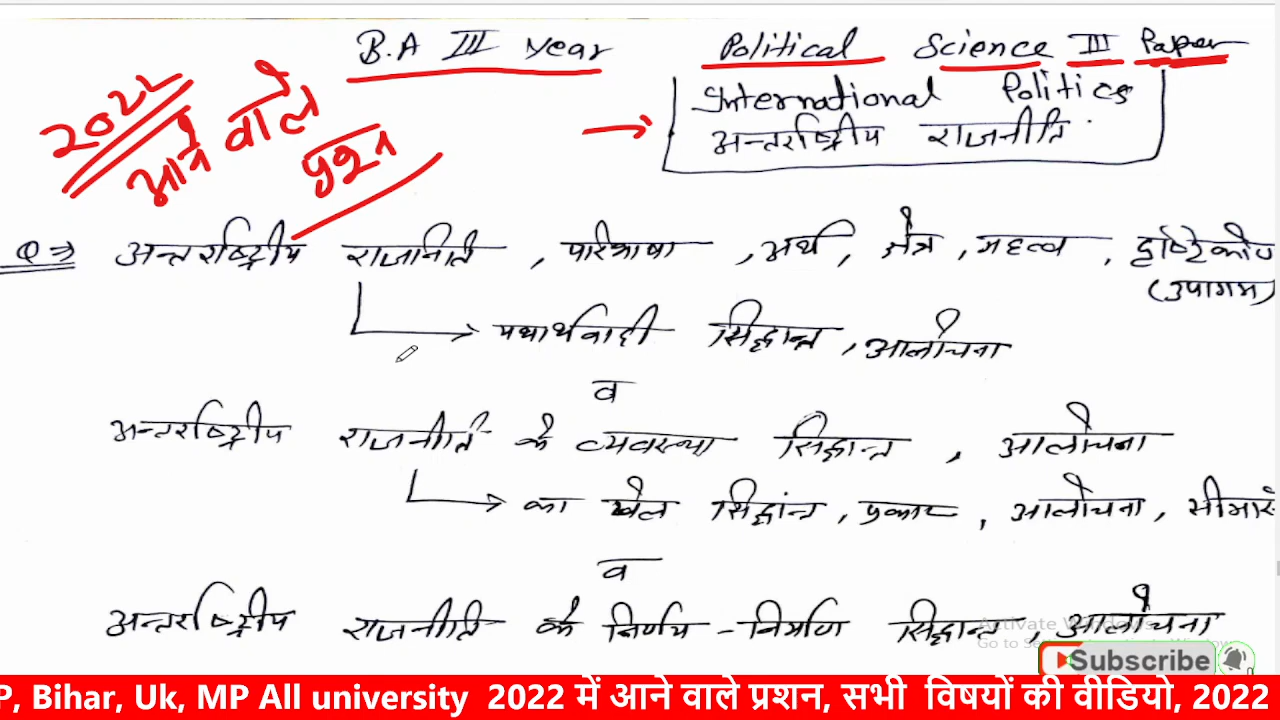 B.A III Year
Political Science III Paper
International Politics
अन्तर्राष्ट्रीय राजनीति
2022
आने वाले
प्रश्न
Q ⇒ अन्तर्राष्ट्रीय राजनीति, परिभाषा, अर्थ, क्षेत्र, महत्व, दृष्टिकोण
(उपागम)
→ यथार्थवादी सिद्धान्त, आलोचना
व
अन्तर्राष्ट्रीय राजनीति के व्यवस्था सिद्धान्त, आलोचना
→ का खेल सिद्धांत, प्रकार, आलोचना,
व
अन्तर्राष्ट्रीय राजनीति के निर्णय - निर्माण सिद्धान्त, आलोचना
Activate Windows
Subscribe
P, Bihar, Uk, MP All university 2022 में आने वाले प्रशन, सभी विषयों की वीडियो, 2022